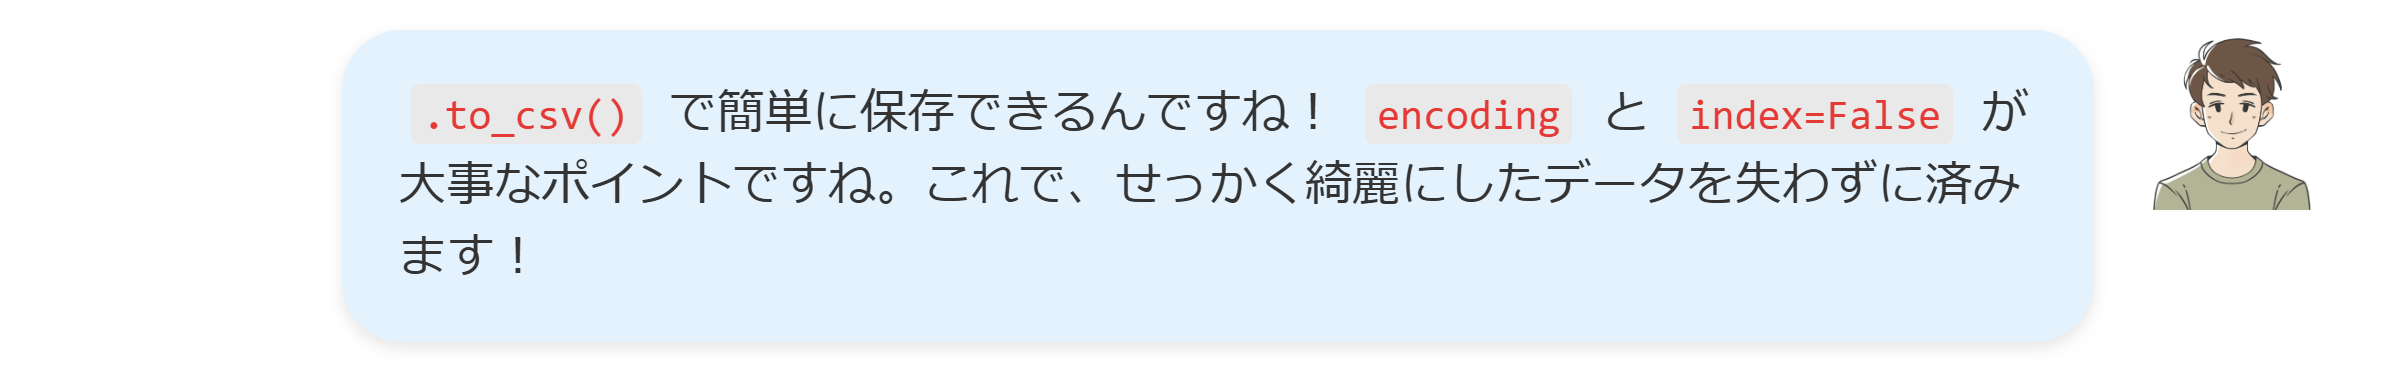 .to_csv() で簡単に保存できるんですね！ encoding と index=False が
大事なポイントですね。これで、せっかく綺麗にしたデータを失わずに済み
ます！